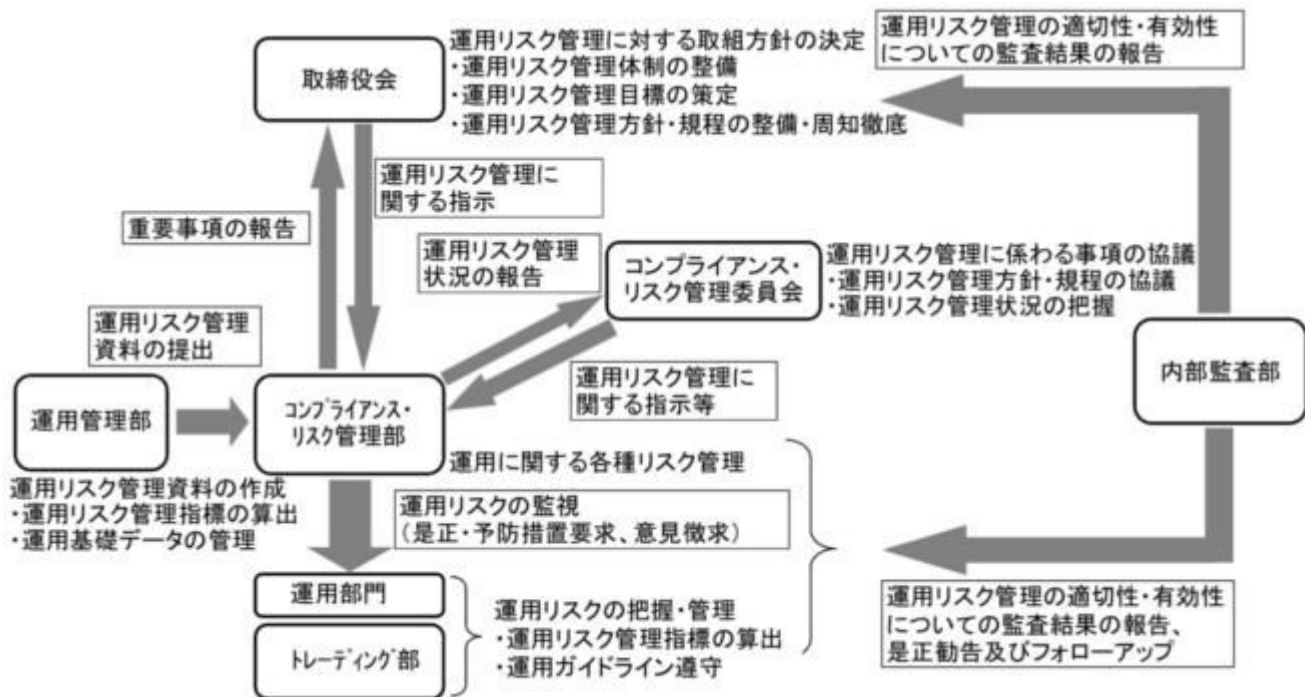 取締役会
運用リスク管理に対する取組方針の決定
・運用リスク管理体制の整備
・運用リスク管理目標の策定
・運用リスク管理方針・規程の整備・周知徹底
運用リスク管理の適切性・有効性
についての監査結果の報告
運用リスク管理に
関する指示
重要事項の報告
運用リスク管理
状況の報告
コンプライアンス・
リスク管理委員会
運用リスク管理に係わる事項の協議
・運用リスク管理方針・規程の協議
・運用リスク管理状況の把握
運用リスク管理
資料の提出
運用リスク管理に
関する指示等
内部監査部
運用管理部
コンプライアンス・
リスク管理部
運用に関する各種リスク管理
運用リスク管理資料の作成
・運用リスク管理指標の算出
・運用基礎データの管理
運用リスクの監視
(是正・予防措置要求、意見徴求)
運用部門
トレーディング部
運用リスクの把握・管理
・運用リスク管理指標の算出
・運用ガイドライン遵守
運用リスク管理の適切性・有効性
についての監査結果の報告、
是正勧告及びフォローアップ